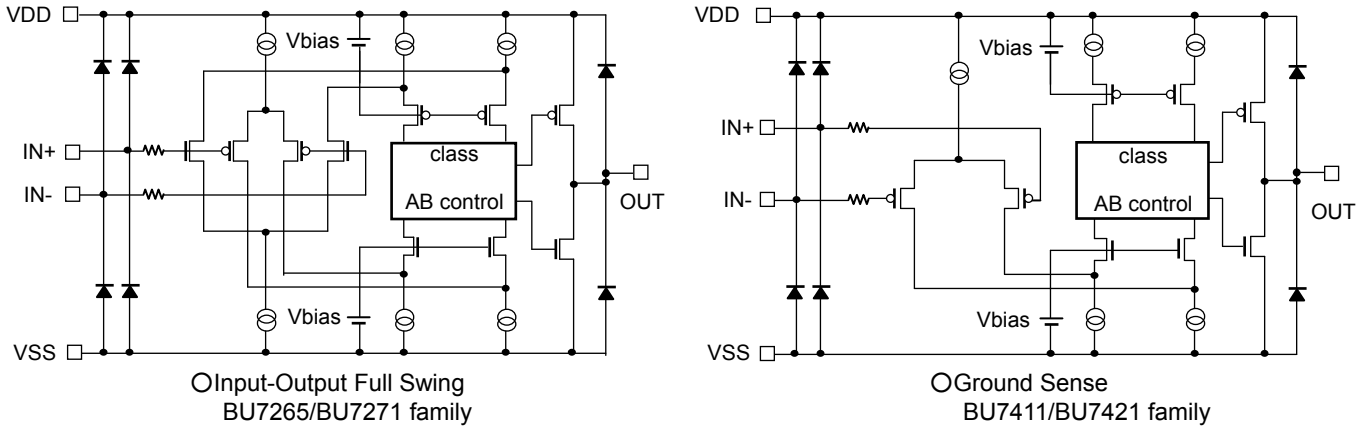 VDD
Vbias
IN+
IN-
class
AB control
OUT
Vbias
VSS
○Input-Output Full Swing
BU7265/BU7271 family
VDD
Vbias
IN+
IN-
class
AB control
OUT
Vbias
VSS
○Ground Sense
BU7411/BU7421 family